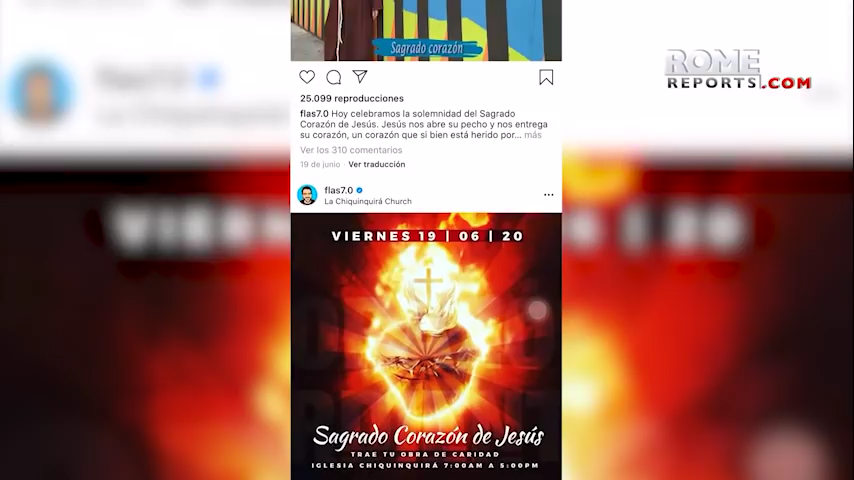 Sagrado corazón
ROME
REPORTS.COM
25.099 reproducciones
flas7.0 Hoy celebramos la solemnidad del Sagrado
Corazón de Jesús. Jesús nos abre su pecho y nos entrega
su corazón, un corazón que si bien está herido por... más
Ver los 310 comentarios
19 de junio · Ver traducción
flas7.0
La Chiquinquirá Church
VIERNES 19 | 06 | 20
Sagrado Corazón de Jesús
TRAE TU OBRA DE CARIDAD
IGLESIA CHIQUINQUIRÁ 7:00AM A 5:00PM